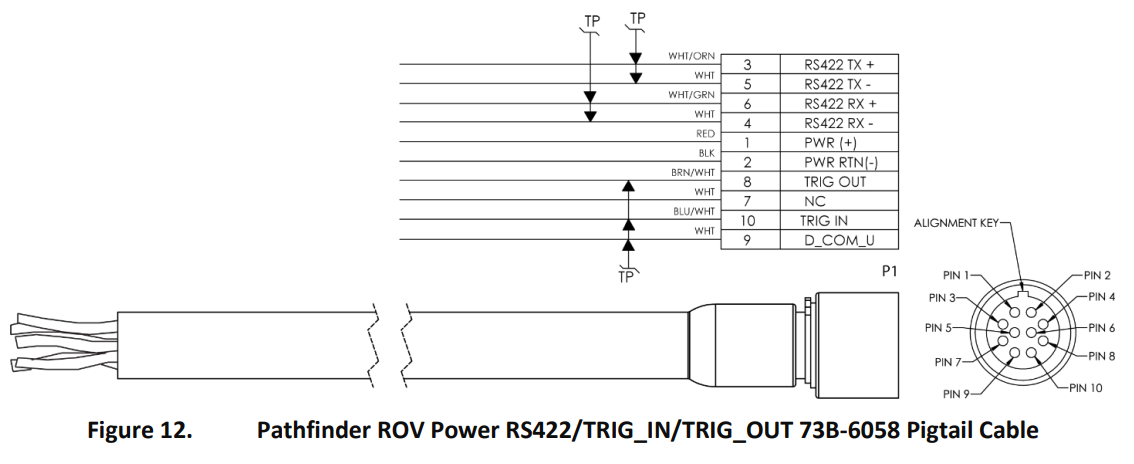 TP TP
WHT/ORN 3 RS422 TX +
WHT 5 RS422 TX -
WHT/GRN 6 RS422 RX +
WHT 4 RS422 RX -
RED 1 PWR (+)
BLK 2 PWR RTN(-)
BRN/WHT 8 TRIG OUT
WHT 7 NC
BLU/WHT 10 TRIG IN
WHT 9 D_COM_U
TP
P1
ALIGNMENT KEY
PIN 1 PIN 2
PIN 3 PIN 4
PIN 5 PIN 6
PIN 7 PIN 8
PIN 9 PIN 10
Figure 12. Pathfinder ROV Power RS422/TRIG_IN/TRIG_OUT 73B-6058 Pigtail Cable